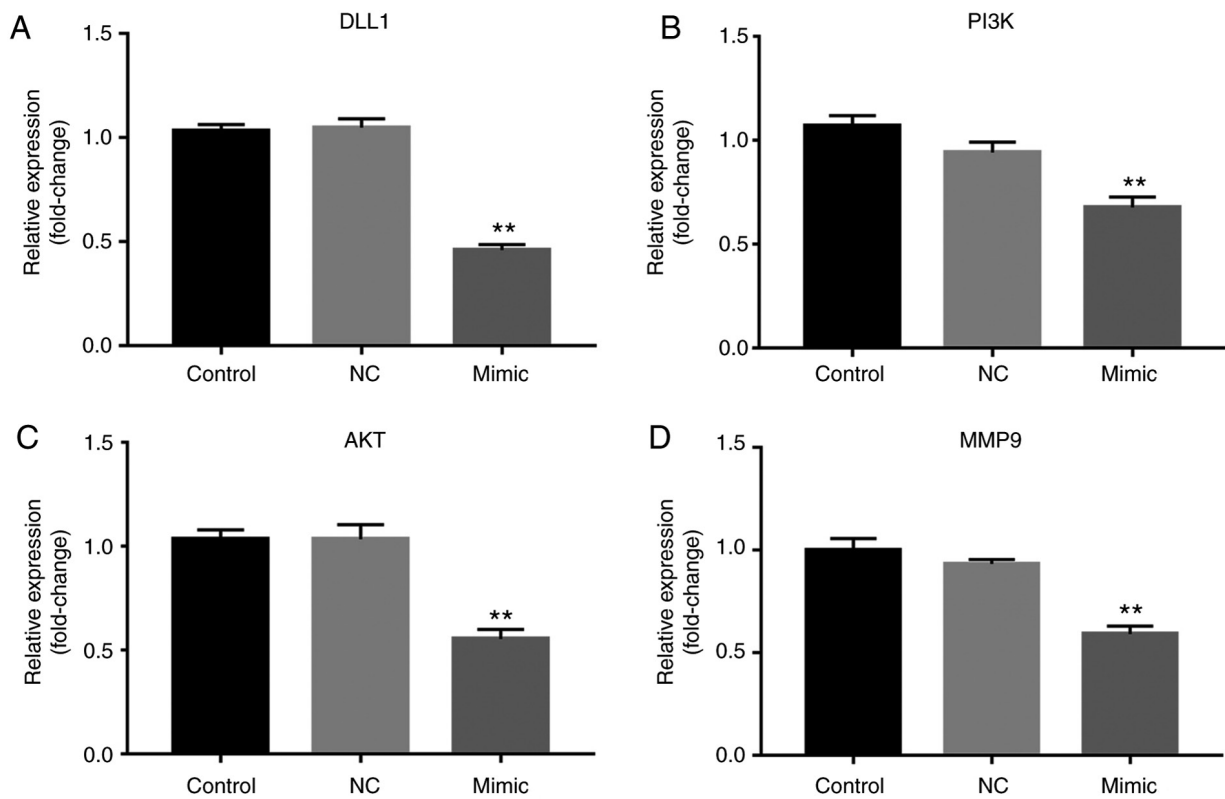 A
DLL1
Relative expression
(fold-change)
1.5
1.0
0.5
0.0
**
Control
NC
Mimic
B
PI3K
Relative expression
(fold-change)
1.5
1.0
0.5
0.0
**
Control
NC
Mimic
C
AKT
Relative expression
(fold-change)
1.5
1.0
0.5
0.0
**
Control
NC
Mimic
D
MMP9
Relative expression
(fold-change)
1.5
1.0
0.5
0.0
**
Control
NC
Mimic